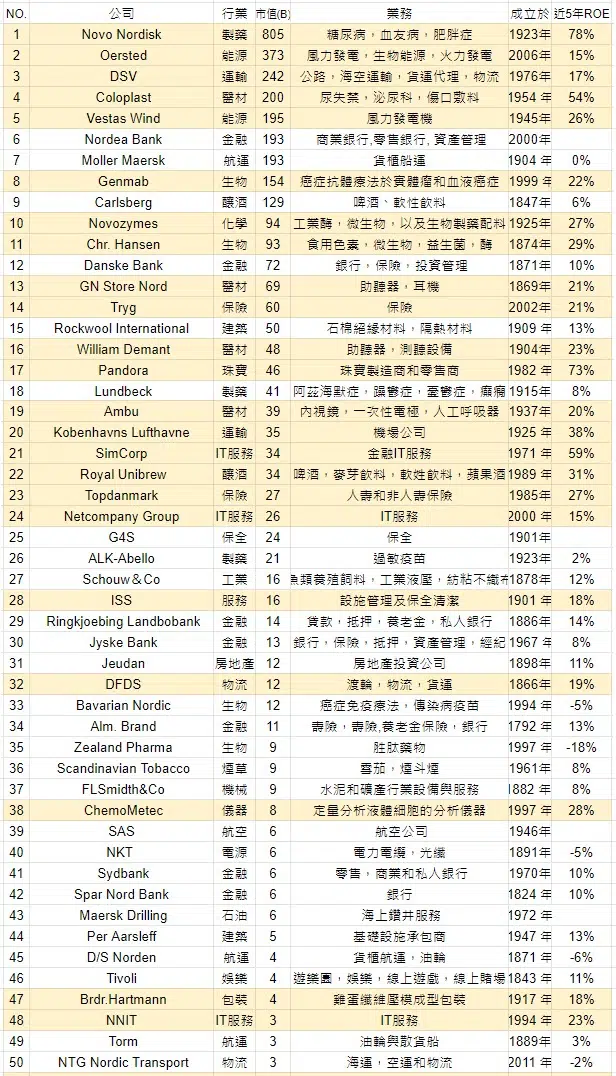 NO. 公司 行業 市值(B) 業務 成立於 近5年ROE
1 Novo Nordisk 製藥 805 糖尿病，血友病，肥胖症 1923年 78%
2 Oersted 能源 373 風力發電，生物能源，火力發電 2006年 15%
3 DSV 運輸 242 公路，海空運輸，貨運代理，物流 1976年 17%
4 Coloplast 醫材 200 尿失禁，泌尿科，傷口敷料 1954 年 54%
5 Vestas Wind 能源 195 風力發電機 1945年 26%
6 Nordea Bank 金融 193 商業銀行,零售銀行, 資產管理 2000年
7 Moller Maersk 航運 193 貨櫃船運 1904 年 0%
8 Genmab 生物 154 癌症抗體療法於實體瘤和血液癌症 1999 年 22%
9 Carlsberg 釀酒 129 啤酒、軟性飲料 1847年 6%
10 Novozymes 化學 94 工業酶，微生物，以及生物製藥配料 1925年 27%
11 Chr. Hansen 生物 93 食用色素，微生物，益生菌，酶 1874年 29%
12 Danske Bank 金融 72 銀行，保險，投資管理 1871年 10%
13 GN Store Nord 醫材 69 助聽器，耳機 1869年 21%
14 Tryg 保險 60 保險 2002年 21%
15 Rockwool International 建築 50 石棉絕緣材料，隔熱材料 1909 年 13%
16 William Demant 醫材 48 助聽器，測聽設備 1904年 23%
17 Pandora 珠寶 46 珠寶製造商和零售商 1982 年 73%
18 Lundbeck 製藥 41 阿茲海默症，躁鬱症，憂鬱症，癲癇 1915年 8%
19 Ambu 醫材 39 內視鏡，一次性電極，人工呼吸器 1937年 20%
20 Kobenhavns Lufthavne 運輸 35 機場公司 1925 年 38%
21 SimCorp IT服務 34 金融IT服務 1971 年 59%
22 Royal Unibrew 釀酒 34 啤酒，麥芽飲料，軟性飲料，蘋果酒 1989 年 31%
23 Topdanmark 保險 27 人壽和非人壽保險 1985年 27%
24 Netcompany Group IT服務 26 IT服務 2000 年 15%
25 G4S 保全 24 保全 1901年
26 ALK-Abello 製藥 21 過敏疫苗 1923年 2%
27 Schouw＆Co 工業 16 魚類養殖飼料，工業液壓，紡粘不織布 1878年 12%
28 ISS 服務 16 設施管理及保全清潔 1901 年 18%
29 Ringkjoebing Landbobank 金融 14 貸款，抵押，養老金，私人銀行 1886年 14%
30 Jyske Bank 金融 13 銀行，保險，抵押，資產管理，經紀 1967 年 8%
31 Jeudan 房地產 12 房地產投資公司 1898年 11%
32 DFDS 物流 12 渡輪，物流，貨運 1866年 19%
33 Bavarian Nordic 生物 12 癌症免疫療法，傳染病疫苗 1994 年 -5%
34 Alm. Brand 金融 11 壽險，壽險,養老金保險，銀行 1792 年 13%
35 Zealand Pharma 生物 9 胜肽藥物 1997 年 -18%
36 Scandinavian Tobacco 煙草 9 雪茄，煙斗煙 1961年 8%
37 FLSmidth&Co 機械 9 水泥和礦產行業設備與服務 1882 年 8%
38 ChemoMetec 儀器 8 定量分析液體細胞的分析儀器 1997 年 28%
39 SAS 航空 6 航空公司 1946年
40 NKT 電源 6 電力電纜，光纖 1891年 -5%
41 Sydbank 金融 6 零售，商業和私人銀行 1970年 10%
42 Spar Nord Bank 金融 6 銀行 1824 年 10%
43 Maersk Drilling 石油 6 海上鑽井服務 1972 年
44 Per Aarsleff 建築 5 基礎設施承包商 1947 年 13%
45 D/S Norden 航運 4 貨櫃航運，油輪 1871年 -6%
46 Tivoli 娛樂 4 遊樂園，娛樂，線上遊戲，線上賭場 1843年 11%
47 Brdr.Hartmann 包裝 4 雞蛋纖維壓模成型包裝 1917 年 18%
48 NNIT IT服務 3 IT服務 1994 年 23%
49 Torm 航運 3 油輪與散貨船 1889年 3%
50 NTG Nordic Transport 物流 3 海運，空運和物流 2011 年 -2%